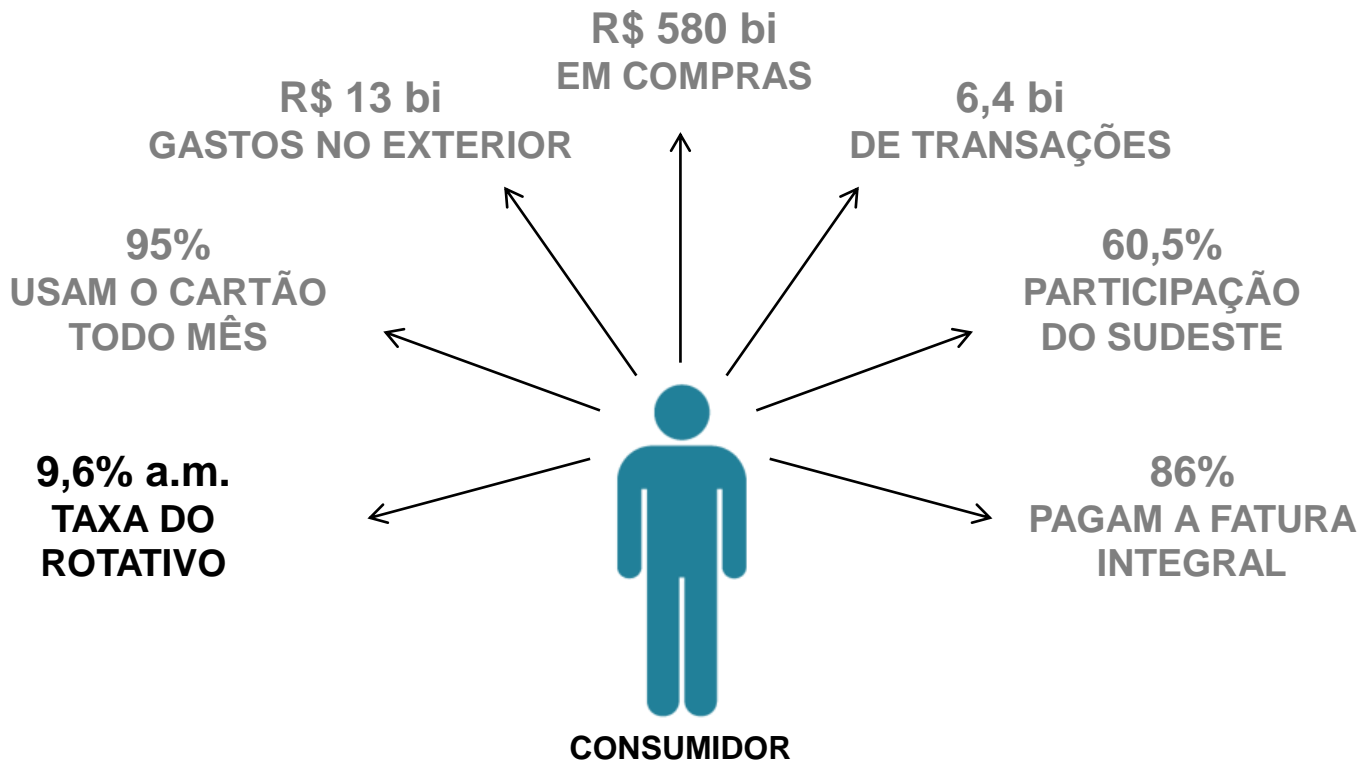 R$ 580 bi
EM COMPRAS
R$ 13 bi
GASTOS NO EXTERIOR
6,4 bi
DE TRANSAÇÕES
95%
USAM O CARTÃO
TODO MÊS
60,5%
PARTICIPAÇÃO
DO SUDESTE
9,6% a.m.
TAXA DO
ROTATIVO
86%
PAGAM A FATURA
INTEGRAL
CONSUMIDOR